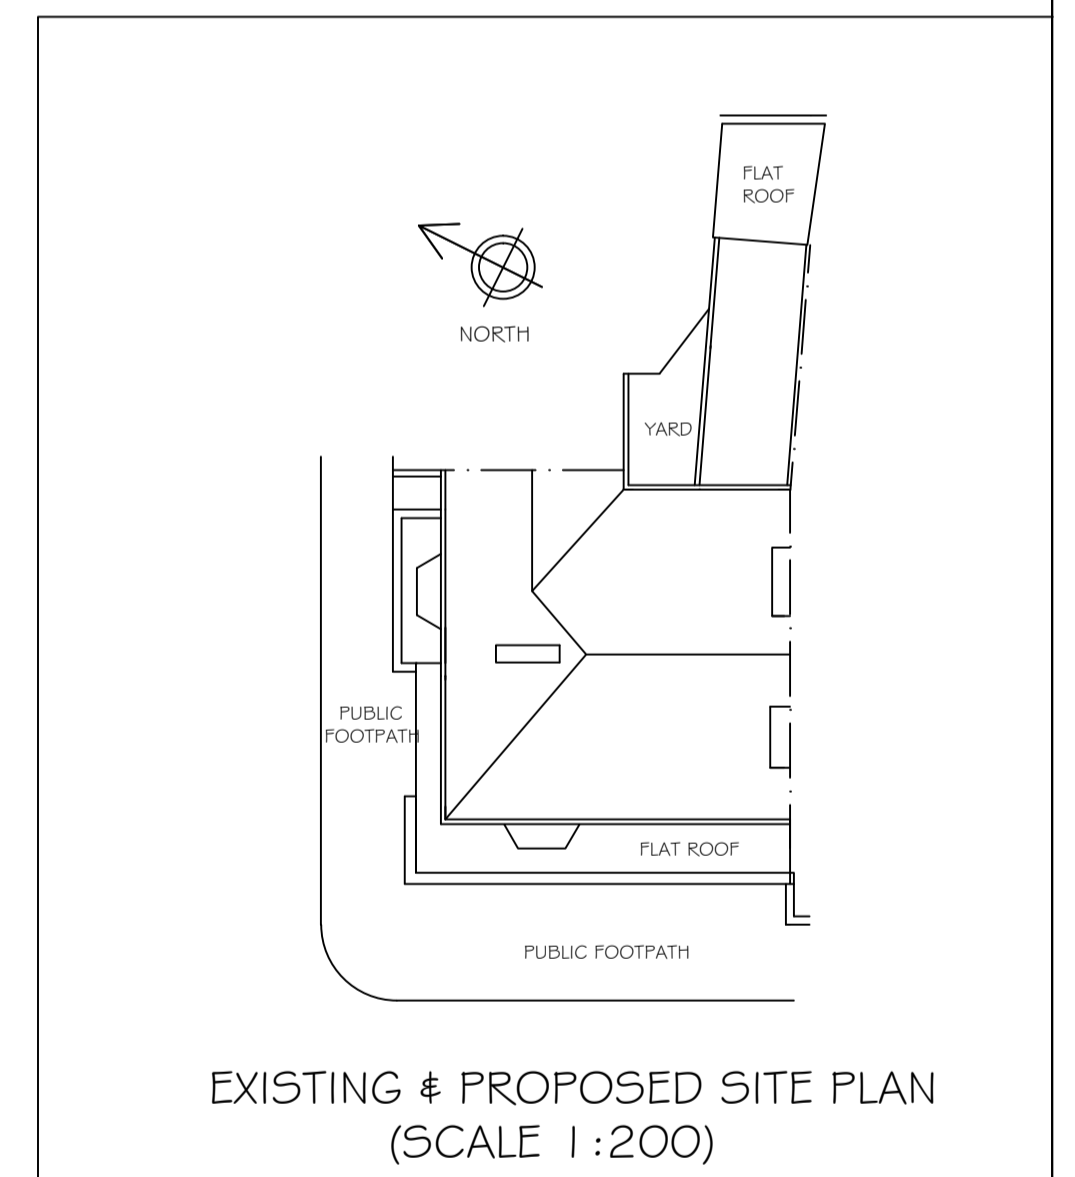 FLAT
ROOF
NORTH
YARD
PUBLIC
FOOTPATH
FLAT ROOF
PUBLIC FOOTPATH
EXISTING & PROPOSED SITE PLAN
(SCALE 1:200)